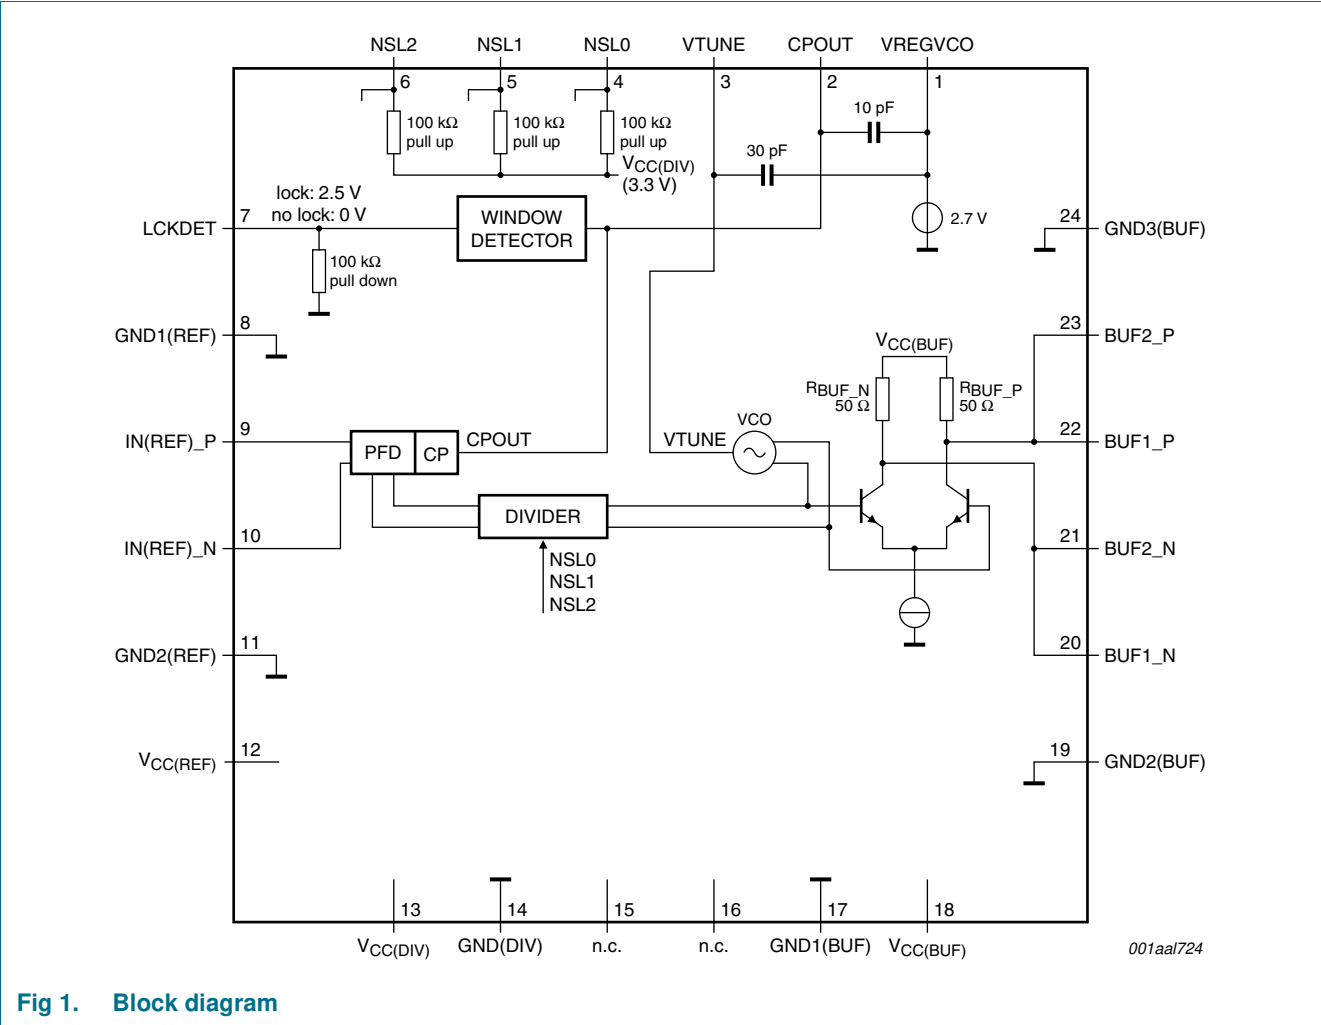 NSL2 NSL1 NSL0 VTUNE CPOUT VREGVCO
6 5 4 3 2 1
100 kΩ
pull up
100 kΩ
pull up
100 kΩ
pull up
10 pF
30 pF
VCC(DIV)
(3.3 V)
lock: 2.5 V
no lock: 0 V
LCKDET 7
WINDOW
DETECTOR
2.7 V
24 GND3(BUF)
100 kΩ
pull down
GND1(REF) 8
23 BUF2_P
VCC(BUF)
RBUF_N
50 Ω
RBUF_P
50 Ω
IN(REF)_P 9
PFD CP
CPOUT
VTUNE
VCO
22 BUF1_P
DIVIDER
IN(REF)_N 10
NSL0
NSL1
NSL2
21 BUF2_N
GND2(REF) 11
20 BUF1_N
VCC(REF) 12
19 GND2(BUF)
13 14 15 16 17 18
VCC(DIV) GND(DIV) n.c. n.c. GND1(BUF) VCC(BUF)
001aal724
Fig 1. Block diagram